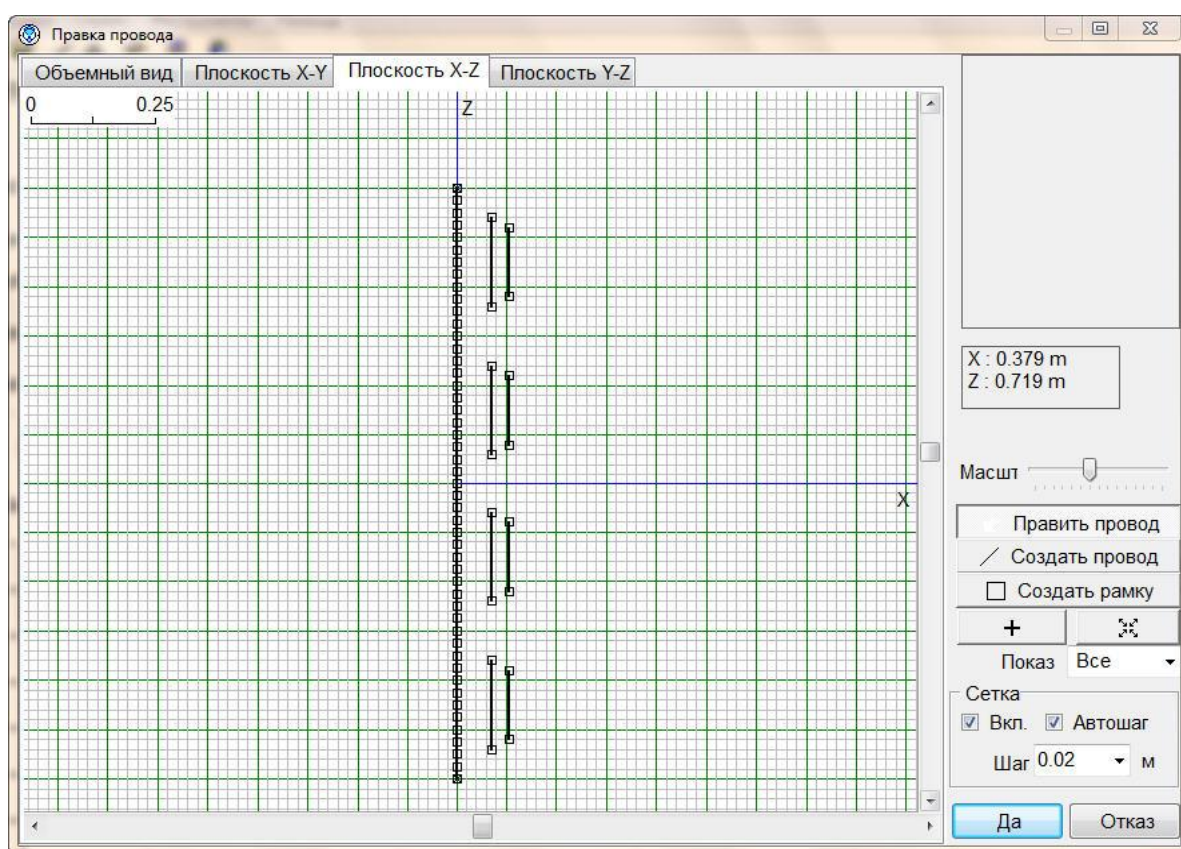 Правка провода
Объемный вид Плоскость X-Y Плоскость X-Z Плоскость Y-Z
0 0.25
Z
X
X : 0.379 m
Z : 0.719 m
Масшт
Править провод
Создать провод
Создать рамку
+
Показ Все
Сетка
Вкл. Автошаг
Шаг 0.02 м
Да Отказ